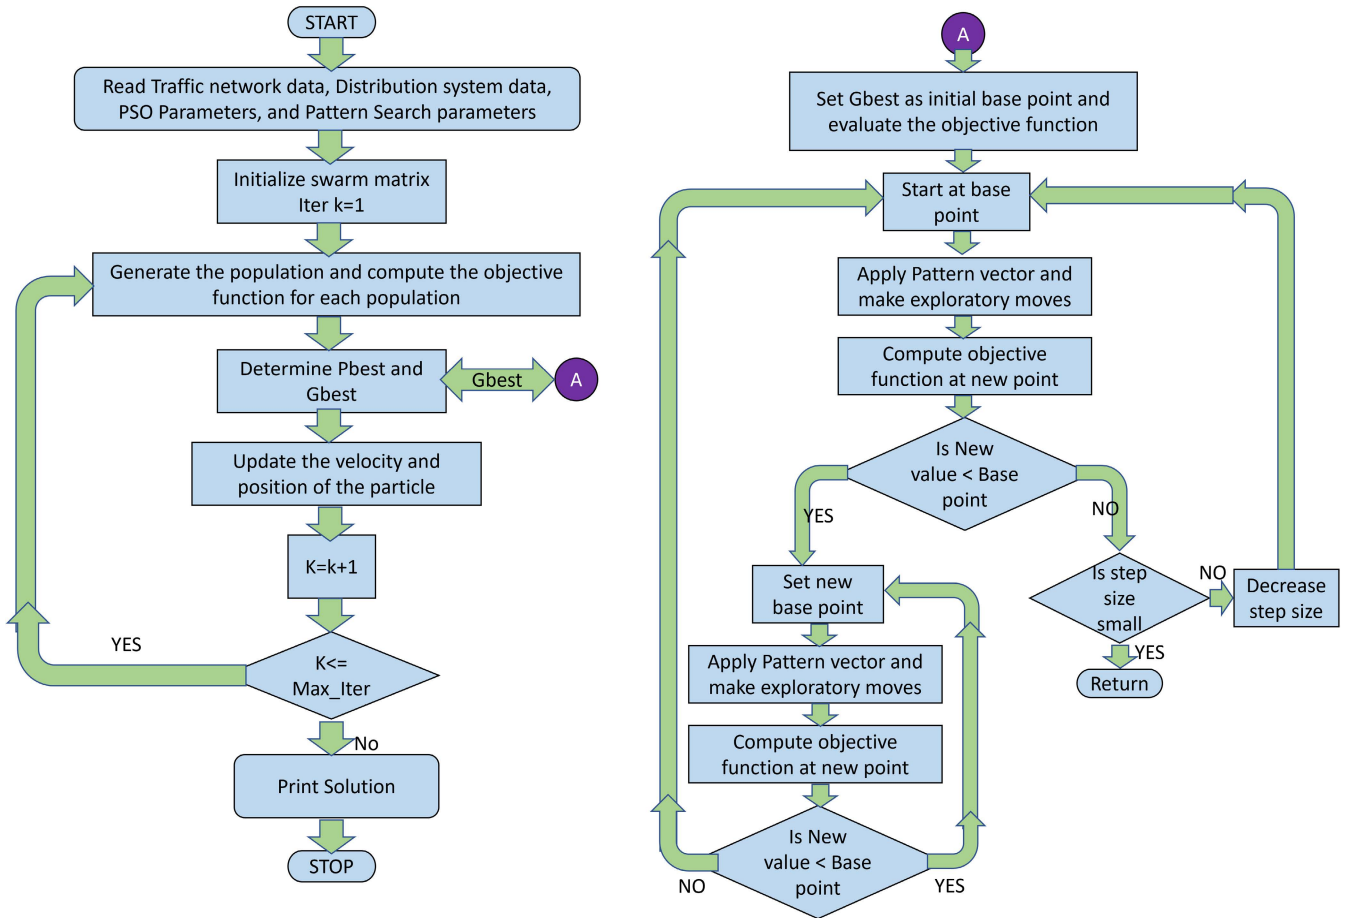 START
Read Traffic network data, Distribution system data,
PSO Parameters, and Pattern Search parameters
Initialize swarm matrix
Iter k=1
Generate the population and compute the objective
function for each population
Determine Pbest and
Gbest
Gbest
A
Update the velocity and
position of the particle
K=k+1
YES
K<=
Max_Iter
No
Print Solution
STOP
A
Set Gbest as initial base point and
evaluate the objective function
Start at base
point
Apply Pattern vector and
make exploratory moves
Compute objective
function at new point
Is New
value < Base
point
YES
NO
Is step
size
small
NO
Decrease
step size
YES
Return
Set new
base point
Apply Pattern vector and
make exploratory moves
Compute objective
function at new point
Is New
value < Base
point
NO
YES